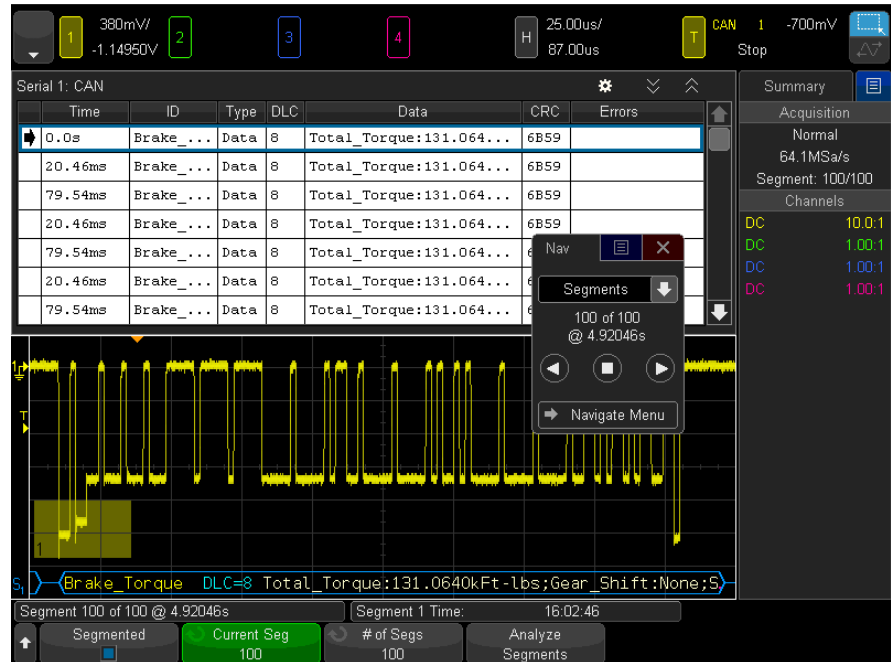 1 380mV/ 2 3 4 H 25.00us/ T CAN 1 -700mV
-1.14950V 87.00us Stop
Serial 1: CAN
Time ID Type DLC Data CRC Errors
0.0s Brake_... Data 8 Total_Torque:131.064... 6B59
20.46ms Brake_... Data 8 Total_Torque:131.064... 6B59
79.54ms Brake_... Data 8 Total_Torque:131.064... 6B59
20.46ms Brake_... Data 8 Total_Torque:131.064... 6B59
79.54ms Brake_... Data 8 Total_Torque:131.064...
20.46ms Brake_... Data 8 Total_Torque:131.064...
79.54ms Brake_... Data 8 Total_Torque:131.064...
Summary
Acquisition
Normal
64.1MSa/s
Segment: 100/100
Channels
DC 10.0:1
DC 1.00:1
DC 1.00:1
DC 1.00:1
Nav
Segments
100 of 100
@ 4.92046s
Navigate Menu
1
T
1
S1 Brake_Torque DLC=8 Total_Torque:131.0640kFt-lbs;Gear_Shift:None;S
Segment 100 of 100 @ 4.92046s Segment 1 Time: 16:02:46
Segmented Current Seg # of Segs Analyze
100 100 Segments